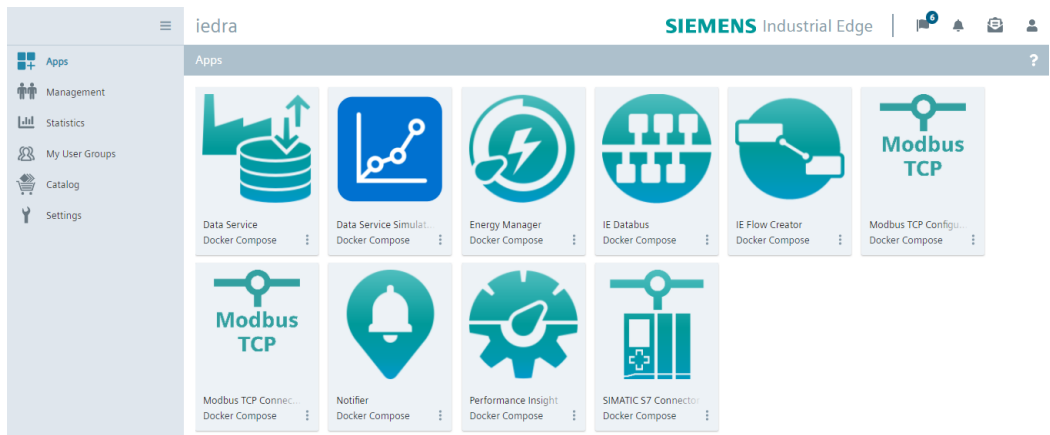 iedra
SIEMENS Industrial Edge
6
Apps
Management
Statistics
My User Groups
Catalog
Settings
Apps
?
Data Service
Docker Compose
Data Service Simulat...
Docker Compose
Energy Manager
Docker Compose
IE Databus
Docker Compose
IE Flow Creator
Docker Compose
Modbus
TCP
Modbus TCP Configu...
Docker Compose
Modbus
TCP
Modbus TCP Connec...
Docker Compose
Notifier
Docker Compose
Performance Insight
Docker Compose
SIMATIC S7 Connector
Docker Compose